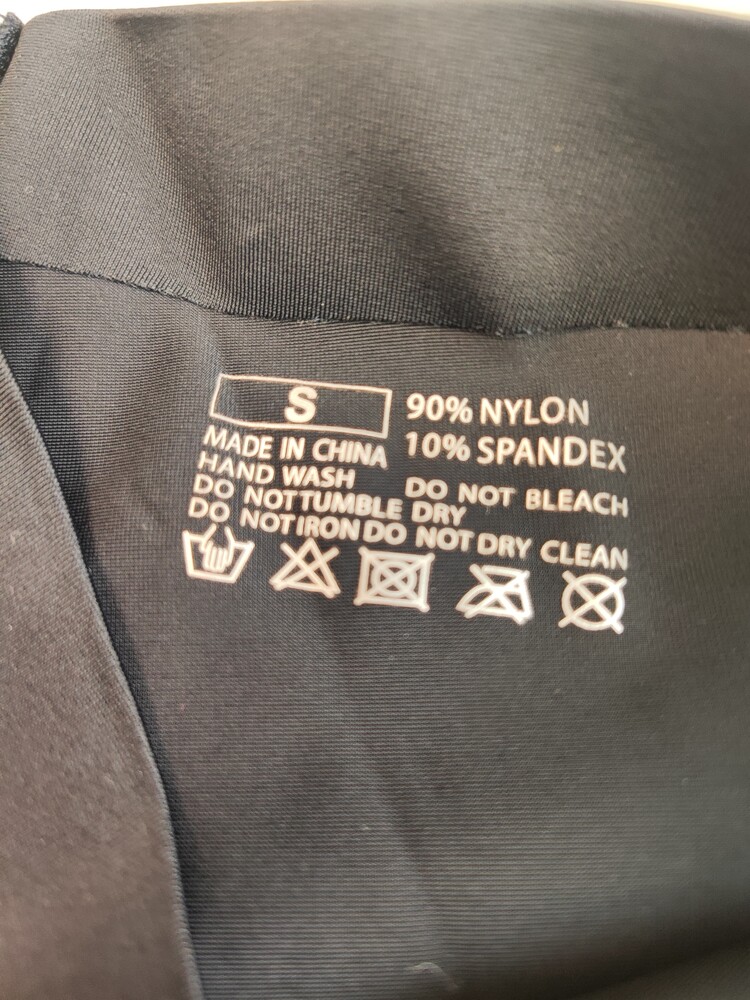 S
90% NYLON
MADE IN CHINA
10% SPANDEX
HAND WASH
DO NOT BLEACH
DO NOTTUMBLE DRY
DO NOTIRON DO NOT DRY CLEAN